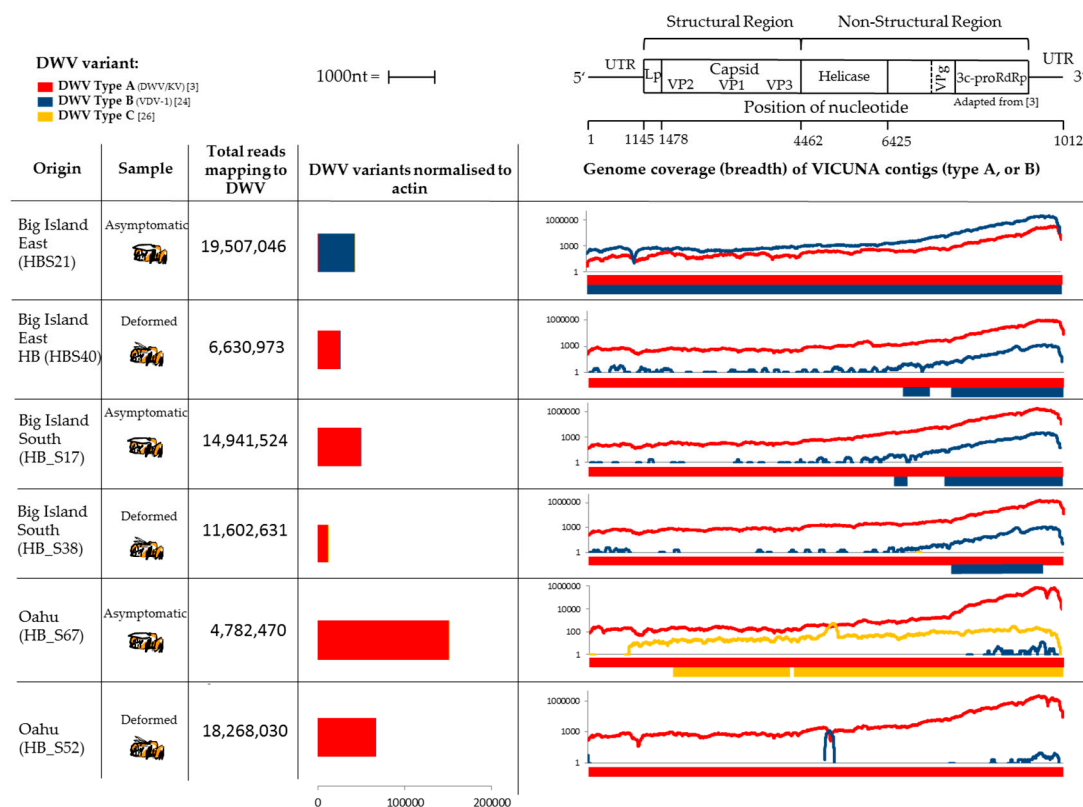 Structural Region
Non-Structural Region
DWV variant:
DWV Type A (DWV/KV) [3]
DWV Type B (VDV-1) [24]
DWV Type C [26]
1000nt =
5'
UTR
Lp
Capsid
VP2
VP1
VP3
Helicase
VPg
3c-proRdRp
UTR
3'
Adapted from [3]
Position of nucleotide
1
1145
1478
4462
6425
1012
Origin
Sample
Total reads
mapping to
DWV
DWV variants normalised to
actin
Genome coverage (breadth) of VICUNA contigs (type A, or B)
Big Island
East
(HBS21)
Asymptomatic
19,507,046
1000000
1000
1
Big Island
East
HB (HBS40)
Deformed
6,630,973
1000000
1000
1
Big Island
South
(HB_S17)
Asymptomatic
14,941,524
1000000
1000
1
Big Island
South
(HB_S38)
Deformed
11,602,631
1000000
1000
1
Oahu
(HB_S67)
Asymptomatic
4,782,470
1000000
10000
100
1
Oahu
(HB_S52)
Deformed
18,268,030
1000000
1000
1
0
100000
200000